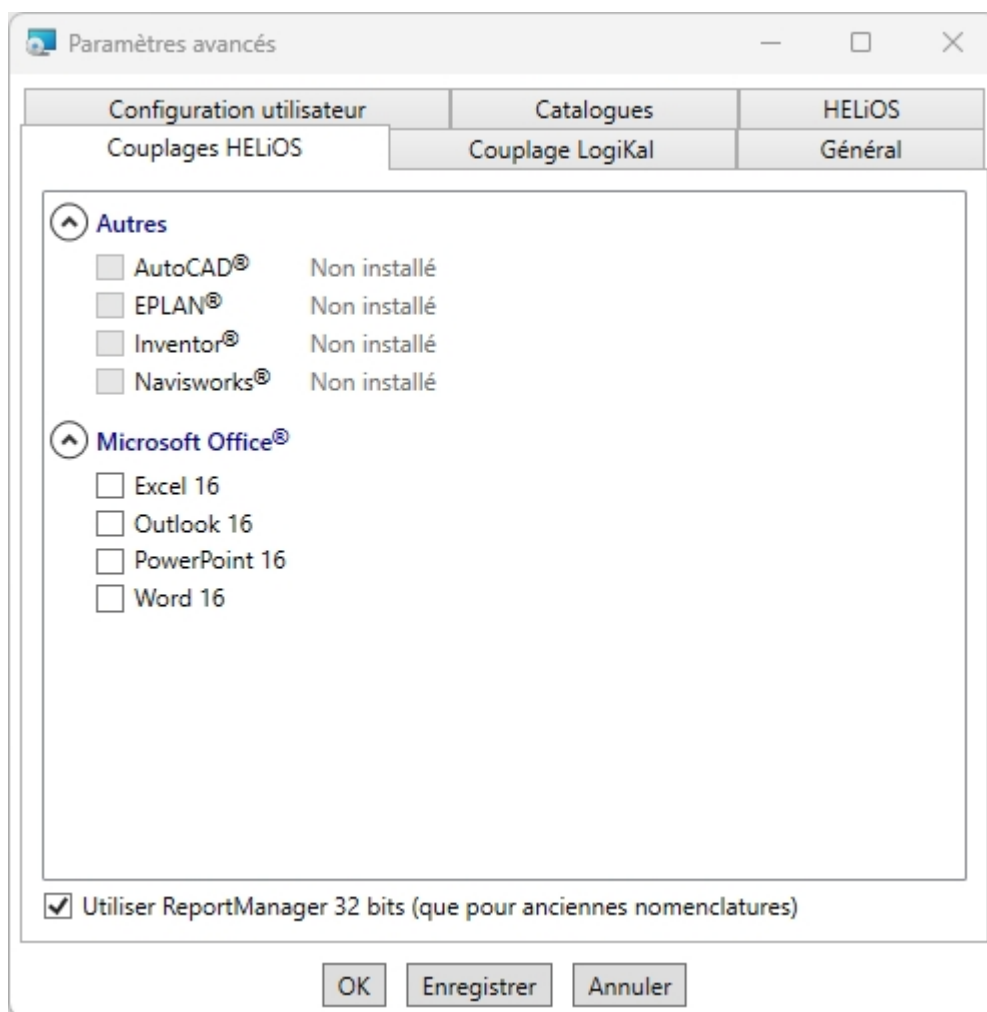 Paramètres avancés
Configuration utilisateur Catalogues HELiOS
Couplages HELiOS Couplage LogiKal Général
Autres
AutoCAD® Non installé
EPLAN® Non installé
Inventor® Non installé
Navisworks® Non installé
Microsoft Office®
Excel 16
Outlook 16
PowerPoint 16
Word 16
Utiliser ReportManager 32 bits (que pour anciennes nomenclatures)
OK Enregistrer Annuler